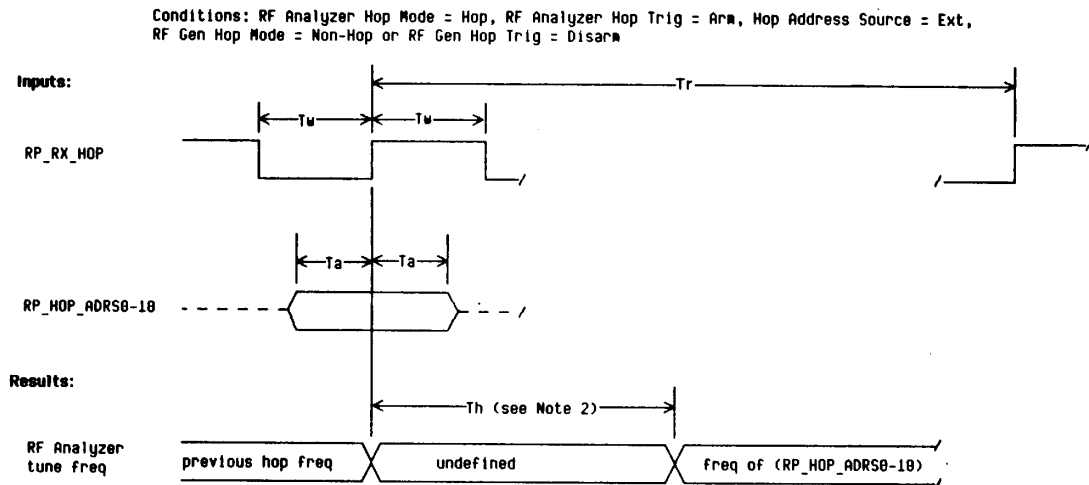 Conditions: RF Analyzer Hop Mode = Hop, RF Analyzer Hop Trig = Arm, Hop Address Source = Ext,
RF Gen Hop Mode = Non-Hop or RF Gen Hop Trig = Disarm
Inputs:
Tr
Tw Tw
RP_RX_HOP
Ta Ta
RP_HOP_ADRS0-10
Results:
Th (see Note 2)
RF Analyzer
tune freq
previous hop freq undefined freq of (RP_HOP_ADRS0-10)